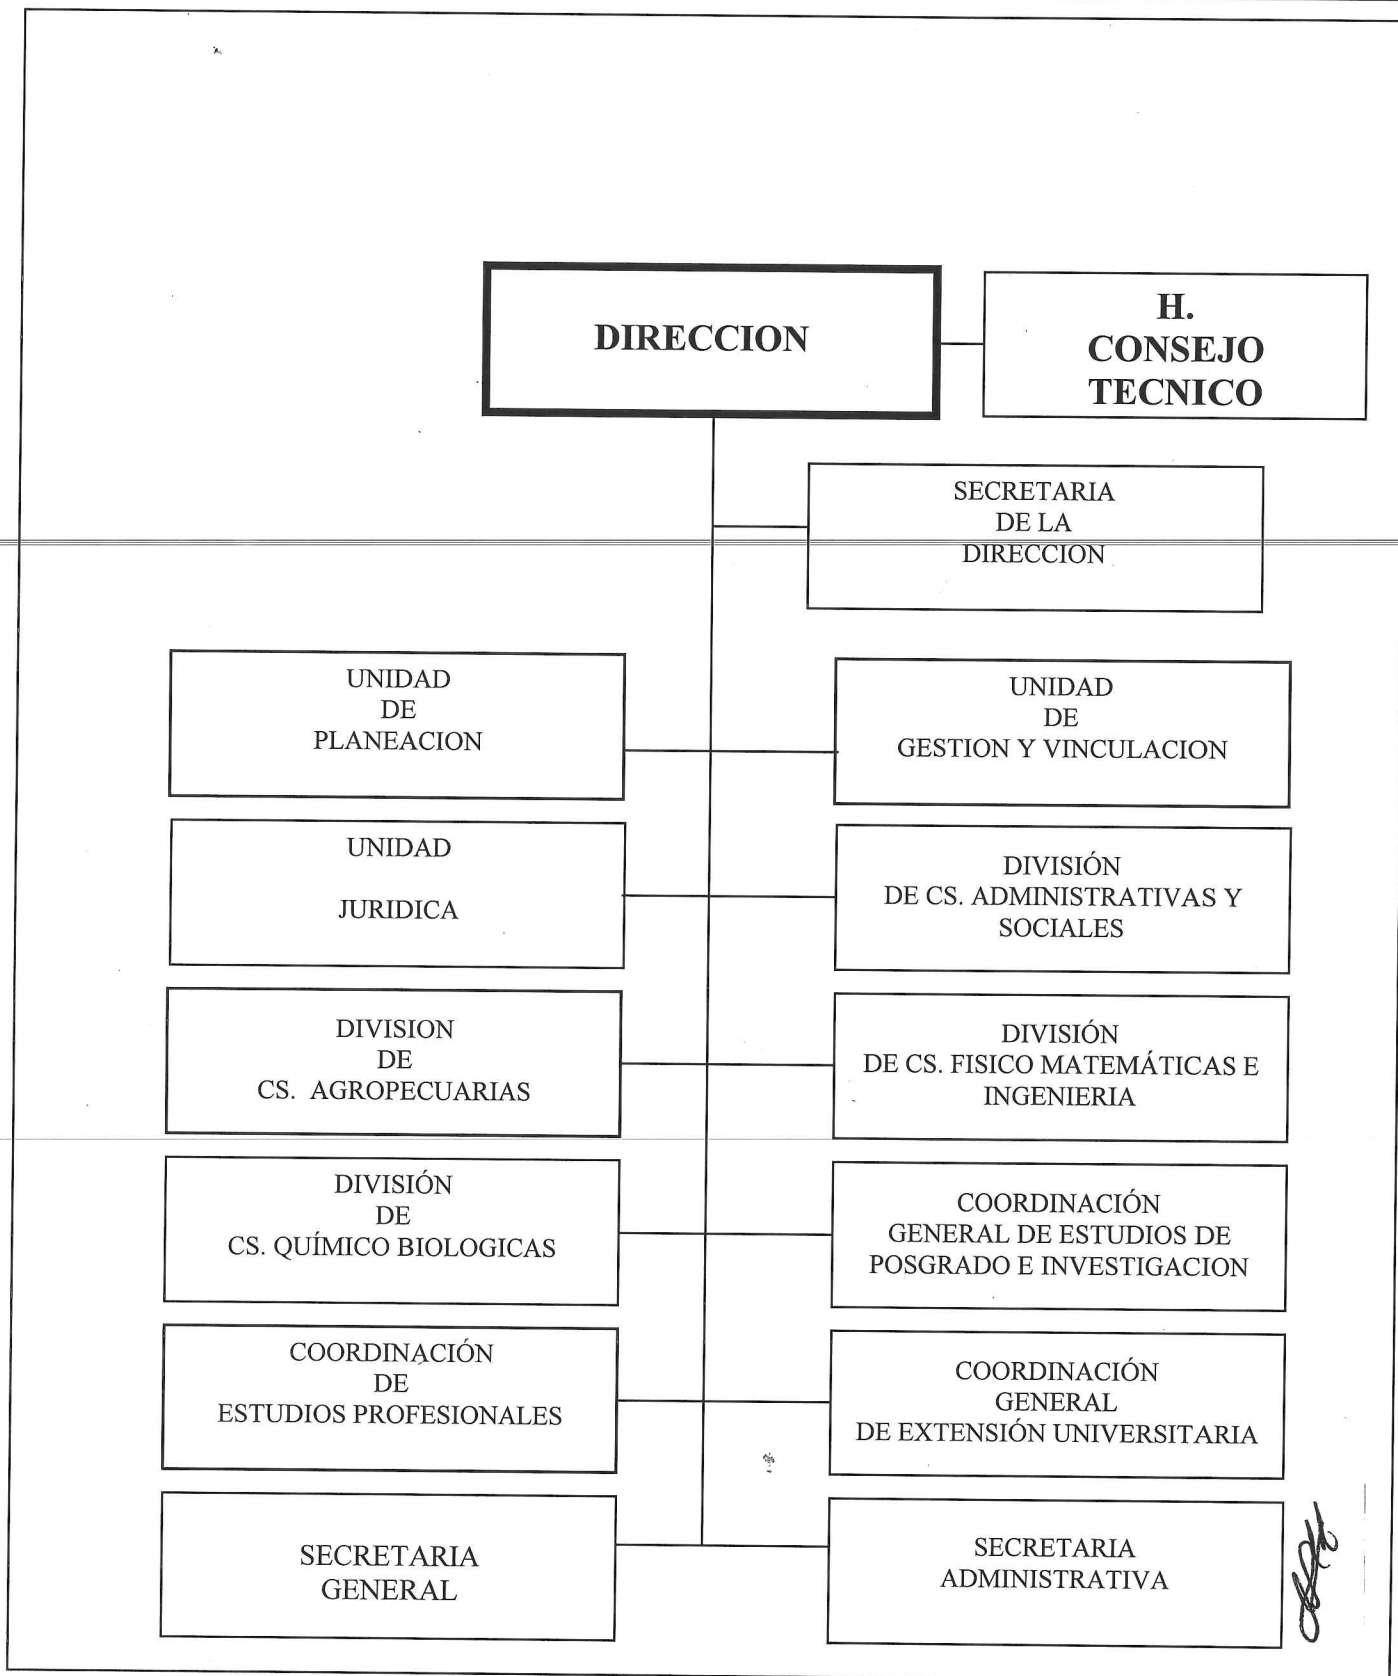 DIRECCION
H.
CONSEJO
TECNICO
SECRETARIA
DE LA
DIRECCION
UNIDAD
DE
PLANEACION
UNIDAD
DE
GESTION Y VINCULACION
UNIDAD
JURIDICA
DIVISIÓN
DE CS. ADMINISTRATIVAS Y
SOCIALES
DIVISION
DE
CS. AGROPECUARIAS
DIVISIÓN
DE CS. FISICO MATEMÁTICAS E
INGENIERIA
DIVISIÓN
DE
CS. QUÍMICO BIOLOGICAS
COORDINACIÓN
GENERAL DE ESTUDIOS DE
POSGRADO E INVESTIGACION
COORDINACIÓN
DE
ESTUDIOS PROFESIONALES
COORDINACIÓN
GENERAL
DE EXTENSIÓN UNIVERSITARIA
SECRETARIA
GENERAL
SECRETARIA
ADMINISTRATIVA